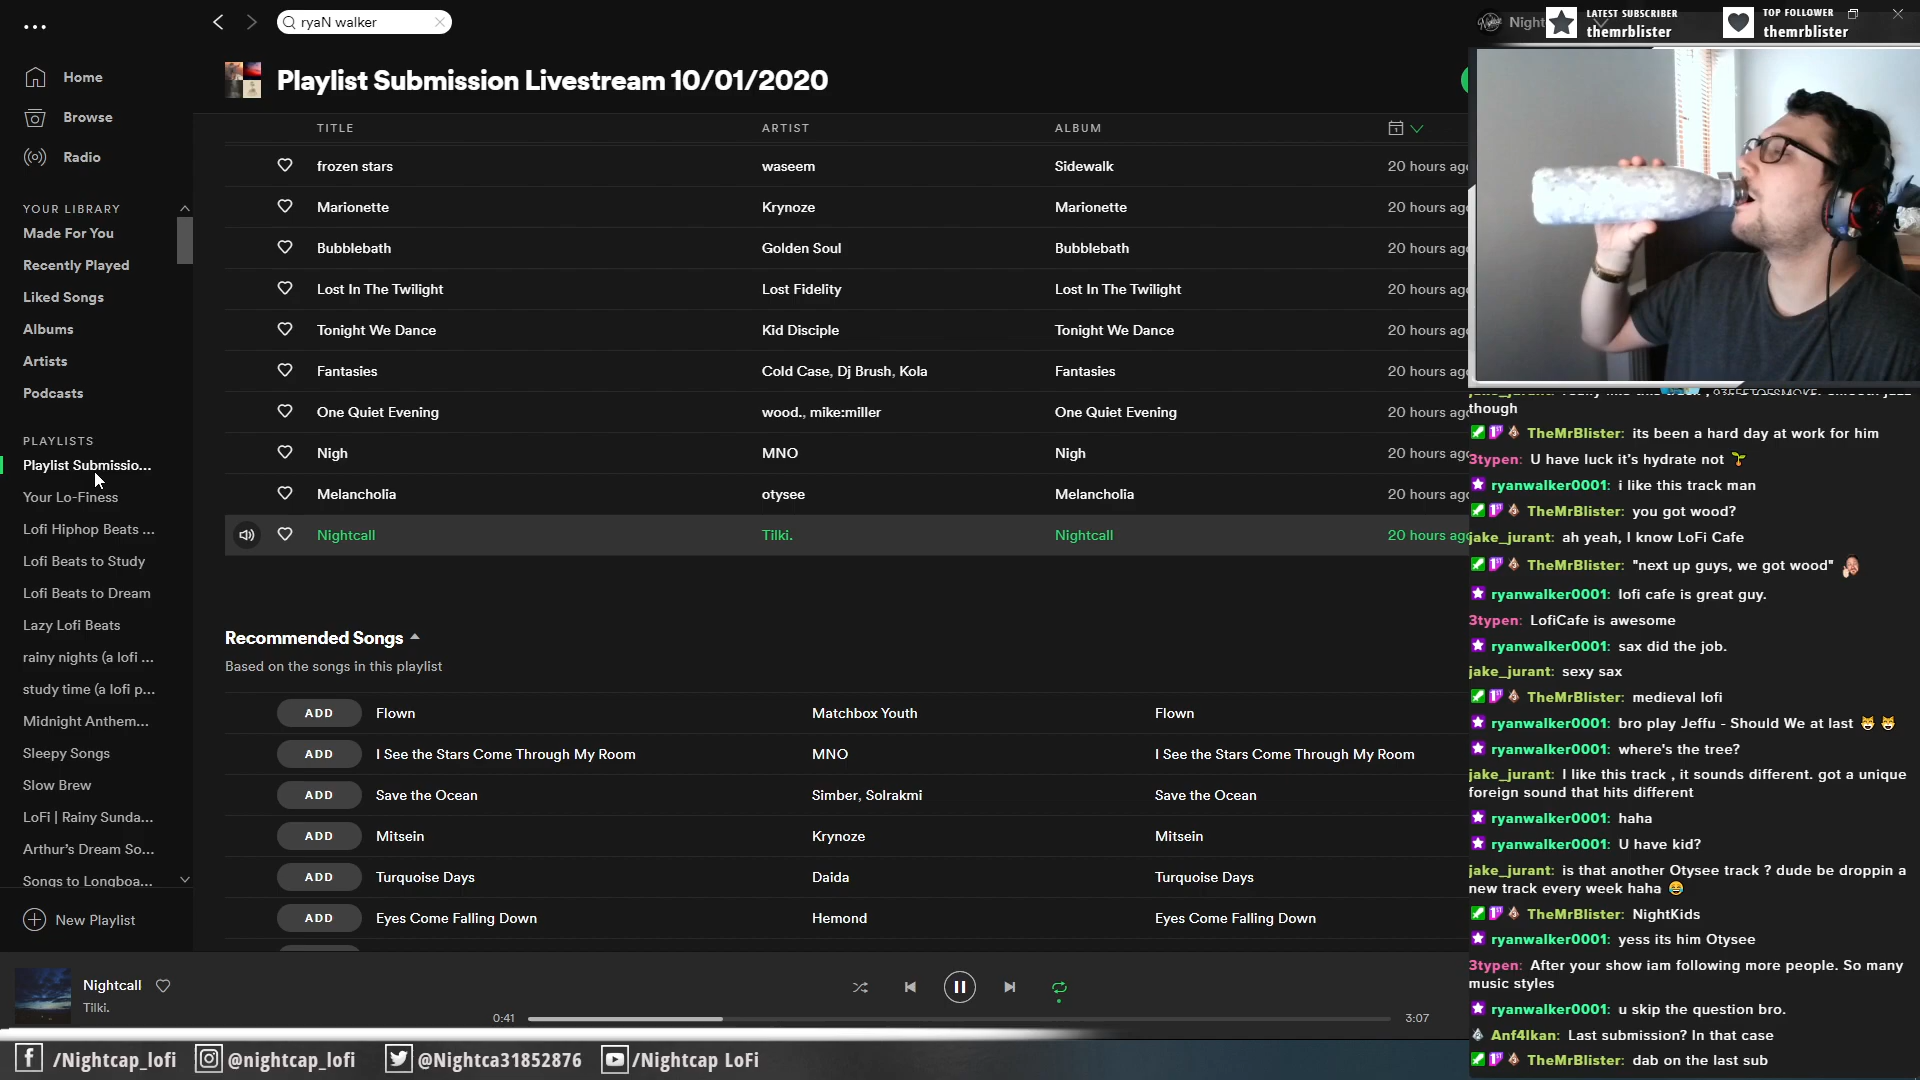 ryaN walker
Home
Browse
Radio
YOUR LIBRARY
Made For You
Recently Played
Liked Songs
Albums
Artists
Podcasts
PLAYLISTS
Playlist Submissio...
Your Lo-Finess
Lofi Hiphop Beats ...
Lofi Beats to Study
Lofi Beats to Dream
Lazy Lofi Beats
rainy nights (a lofi ...
study time (a lofi p...
Midnight Anthem...
Sleepy Songs
Slow Brew
LoFi | Rainy Sunda...
Arthur's Dream So...
Songs to Longboa...
New Playlist
Playlist Submission Livestream 10/01/2020
TITLE ARTIST ALBUM
frozen stars waseem Sidewalk 20 hours ago
Marionette Krynoze Marionette 20 hours ago
Bubblebath Golden Soul Bubblebath 20 hours ago
Lost In The Twilight Lost Fidelity Lost In The Twilight 20 hours ago
Tonight We Dance Kid Disciple Tonight We Dance 20 hours ago
Fantasies Cold Case, Dj Brush, Kola Fantasies 20 hours ago
One Quiet Evening wood., mike:miller One Quiet Evening 20 hours ago
Nigh MNO Nigh 20 hours ago
Melancholia otysee Melancholia 20 hours ago
Nightcall Tilki. Nightcall 20 hours ago
Recommended Songs
Based on the songs in this playlist
ADD Flown Matchbox Youth Flown
ADD I See the Stars Come Through My Room MNO I See the Stars Come Through My Room
ADD Save the Ocean Simber, Solrakmi Save the Ocean
ADD Mitsein Krynoze Mitsein
ADD Turquoise Days Daida Turquoise Days
ADD Eyes Come Falling Down Hemond Eyes Come Falling Down
Nightcall
Tilki.
0:41 3:07
Night
LATEST SUBSCRIBER
themrblister
TOP FOLLOWER
themrblister
though
TheMrBlister: its been a hard day at work for him
3typen: U have luck it's hydrate not
ryanwalker0001: i like this track man
TheMrBlister: you got wood?
jake_jurant: ah yeah, I know LoFi Cafe
TheMrBlister: "next up guys, we got wood"
ryanwalker0001: lofi cafe is great guy.
3typen: LofiCafe is awesome
ryanwalker0001: sax did the job.
jake_jurant: sexy sax
TheMrBlister: medieval lofi
ryanwalker0001: bro play Jeffu - Should We at last 
ryanwalker0001: where's the tree?
jake_jurant: I like this track , it sounds different. got a unique
foreign sound that hits different
ryanwalker0001: haha
ryanwalker0001: U have kid?
jake_jurant: is that another Otysee track ? dude be droppin a
new track every week haha 😂
TheMrBlister: NightKids
ryanwalker0001: yess its him Otysee
3typen: After your show iam following more people. So many
music styles
ryanwalker0001: u skip the question bro.
Anf4lkan: Last submission? In that case
TheMrBlister: dab on the last sub
/Nightcap_lofi @nightcap_lofi @Nightca31852876 /Nightcap LoFi